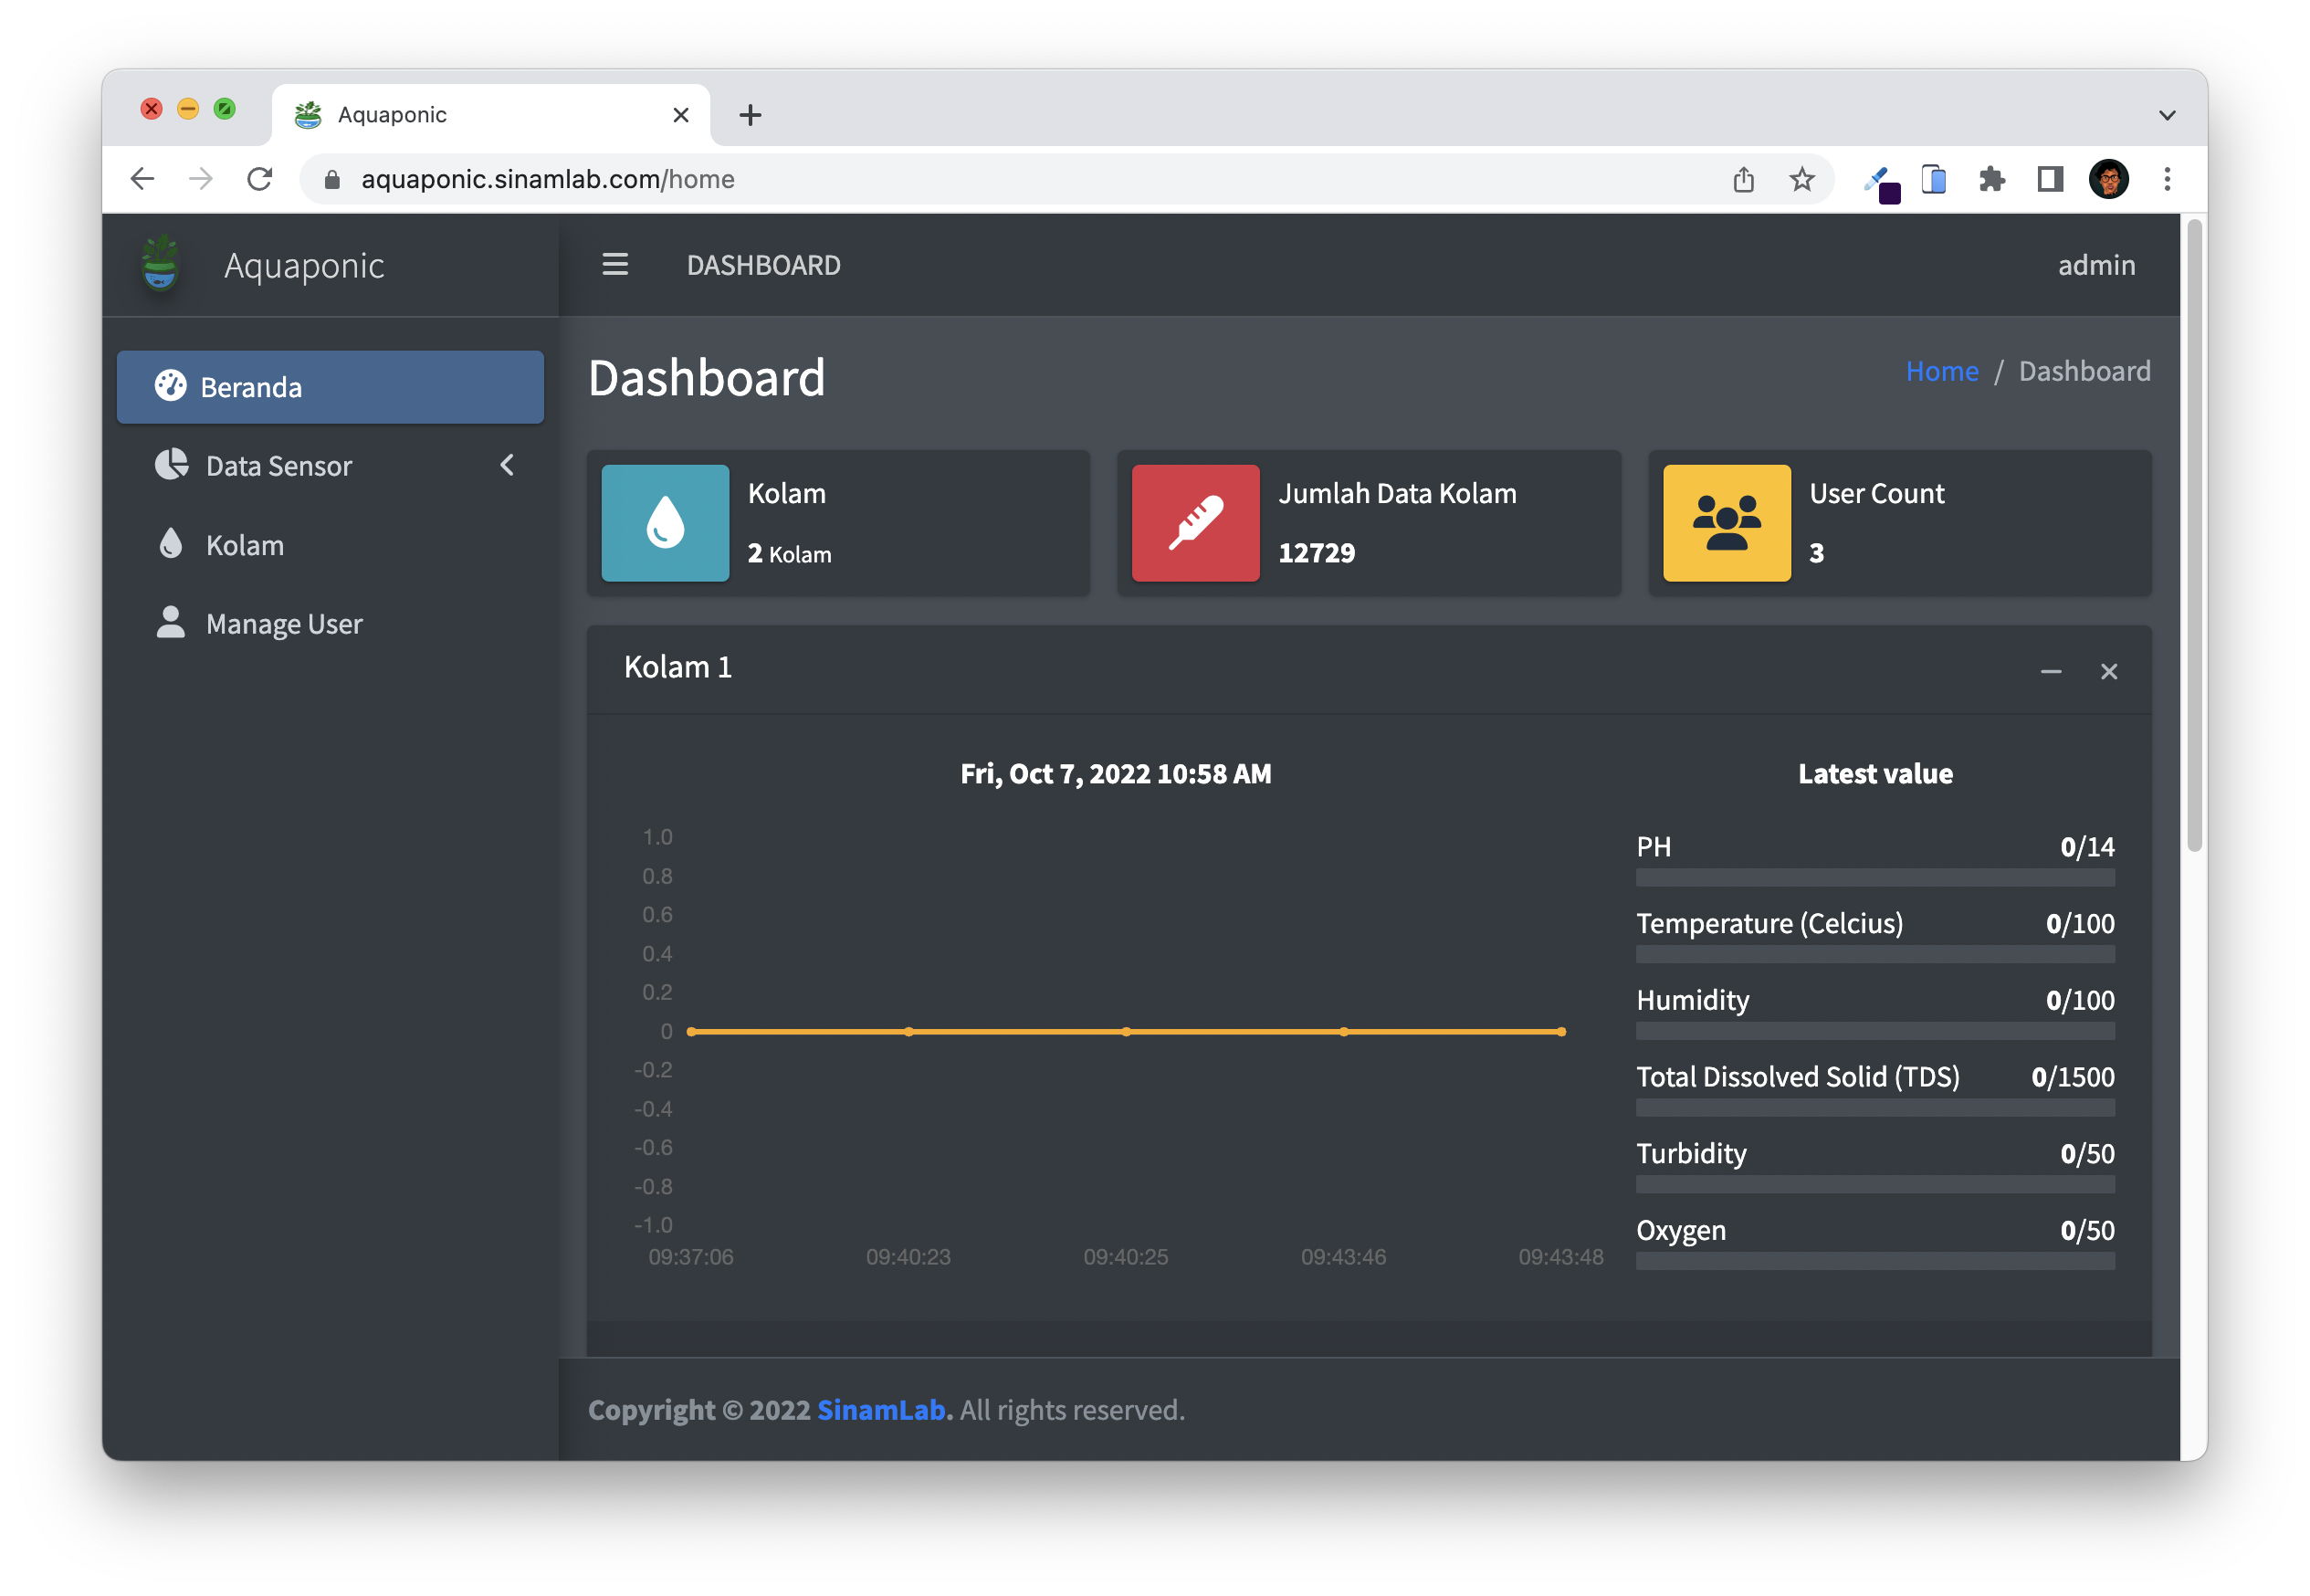 Aquaponic
aquaponic.sinamlab.com/home
Aquaponic
DASHBOARD
admin
Beranda
Data Sensor
Kolam
Manage User
Dashboard
Home / Dashboard
Kolam
2 Kolam
Jumlah Data Kolam
12729
User Count
3
Kolam 1
Fri, Oct 7, 2022 10:58 AM
1.0
0.8
0.6
0.4
0.2
0
-0.2
-0.4
-0.6
-0.8
-1.0
09:37:06 09:40:23 09:40:25 09:43:46 09:43:48
Latest value
PH 0/14
Temperature (Celcius) 0/100
Humidity 0/100
Total Dissolved Solid (TDS) 0/1500
Turbidity 0/50
Oxygen 0/50
Copyright © 2022 SinamLab. All rights reserved.